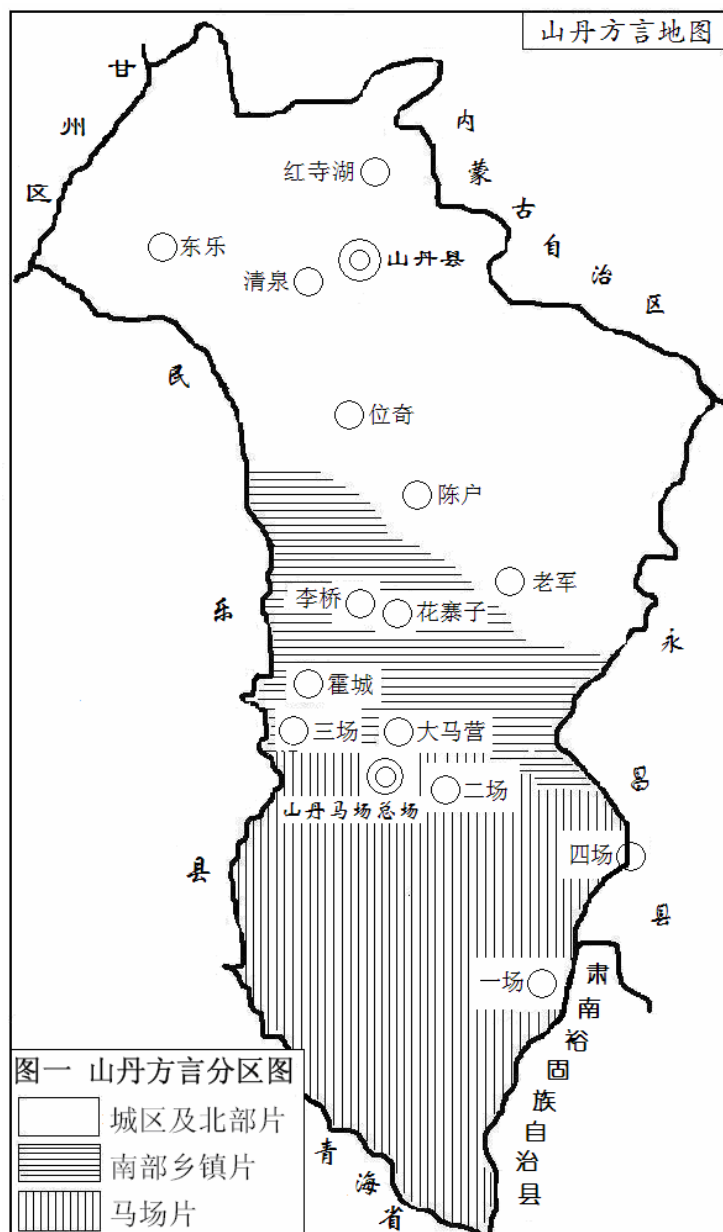 山丹方言地图
甘州区
内蒙古自治区
红寺湖
东乐
山丹县
清泉
民乐县
位奇
陈户
老军
李桥
花寨子
永昌县
霍城
三场
大马营
二场
山丹马场总场
四场
一场
肃南裕固族自治县
青海省
图一 山丹方言分区图
城区及北部片
南部乡镇片
马场片